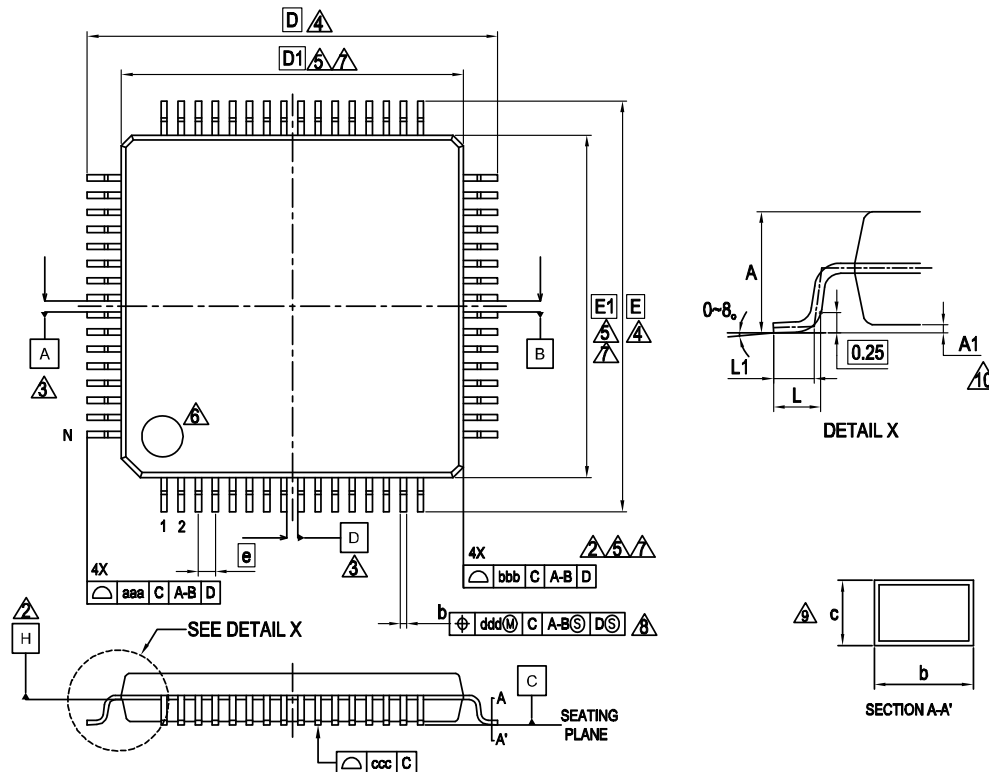 D 4
D1 5 7
A
3
B
E1 E
5 4
7
6
N
1 2
e
D
3
2 5 7
4X
aaa C A-B D
4X
bbb C A-B D
b
ddd Ⓜ C A-B Ⓢ D Ⓢ 8
2
H
SEE DETAIL X
C
A
A'
SEATING
PLANE
ccc C
A
0~8°
L1
L
0.25
A1
10
DETAIL X
9
c
b
SECTION A-A'